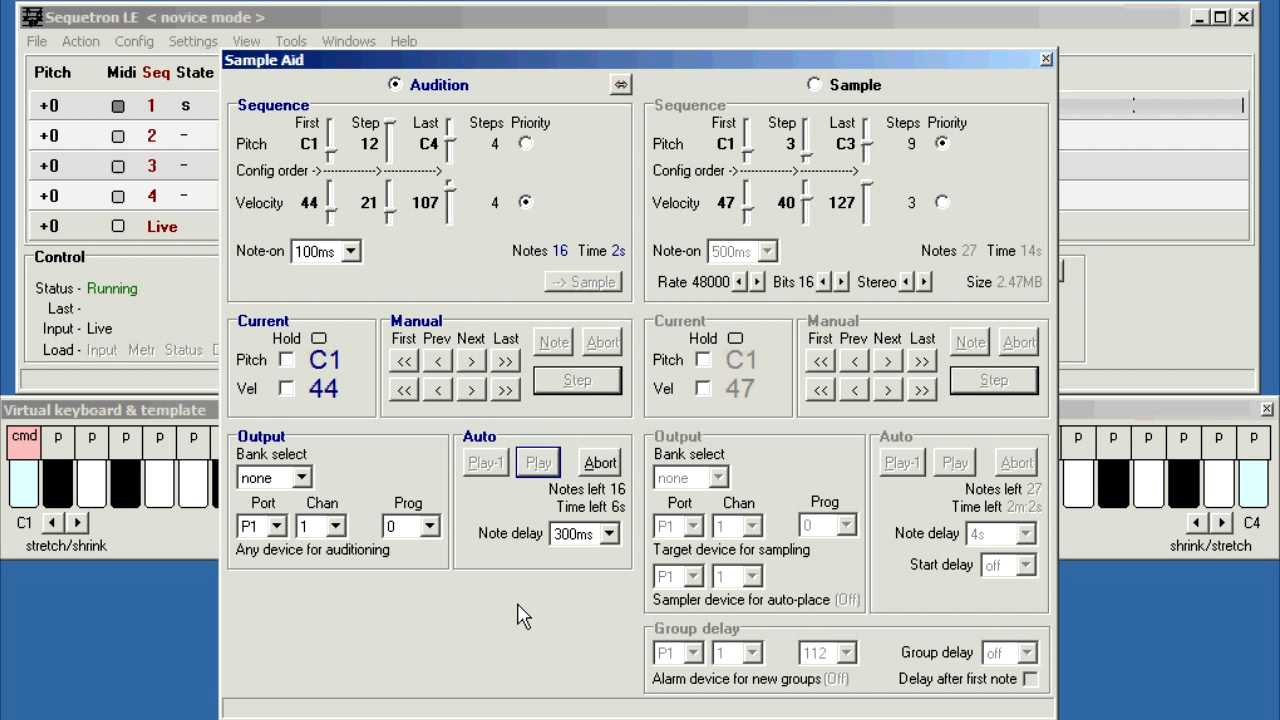 Sequetron LE < novice mode >
File Action Config Settings View Tools Windows Help
Sample Aid
Pitch Midi Seq State
+0 1 s
+0 2 -
+0 3 -
+0 4 -
+0 Live
Control
Status - Running
Last -
Input - Live
Load - Input Metr Status
Audition
Sequence
First Step Last Steps Priority
Pitch C1 12 C4 4
Config order ->----------->----------->
Velocity 44 21 107 4
Note-on 100ms Notes 16 Time 2s
--> Sample
Current
Hold
Pitch C1
Vel 44
Manual
First Prev Next Last Note Abort
<< < > >>
<< < > >> Step
Output
Bank select
none
Port Chan Prog
P1 1 0
Any device for auditioning
Auto
Play-1 Play Abort
Notes left 16
Time left 6s
Note delay 300ms
Sample
Sequence
First Step Last Steps Priority
Pitch C1 3 C3 9
Config order ->----------->----------->
Velocity 47 40 127 3
Note-on 500ms Notes 27 Time 14s
Rate 48000 Bits 16 Stereo Size 2.47MB
Current
Hold
Pitch C1
Vel 47
Manual
First Prev Next Last Note Abort
<< < > >>
<< < > >> Step
Output
Bank select
none
Port Chan Prog
P1 1 0
Target device for sampling
P1 1
Sampler device for auto-place (Off)
Auto
Play-1 Play Abort
Notes left 27
Time left 2m:2s
Note delay 4s
Start delay off
Group delay
P1 1 112 Group delay off
Alarm device for new groups (Off) Delay after first note
Virtual keyboard & template
cmd p p p p p
p p p p p p
C1
stretch/shrink
C4
shrink/stretch